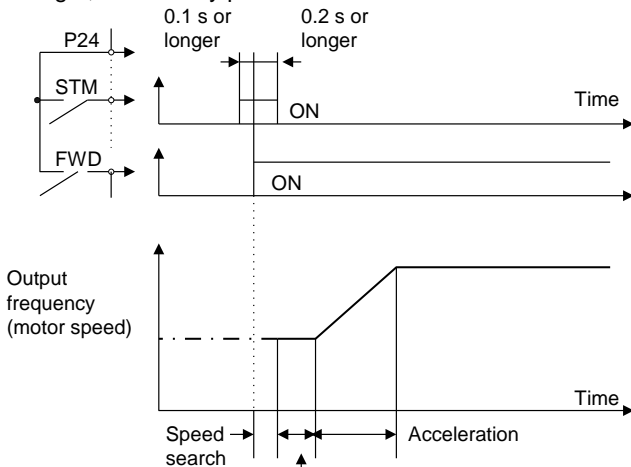 0.1 s or
longer
0.2 s or
longer
P24
STM
ON
Time
FWD
ON
Output
frequency
(motor speed)
Time
Speed
search
Acceleration